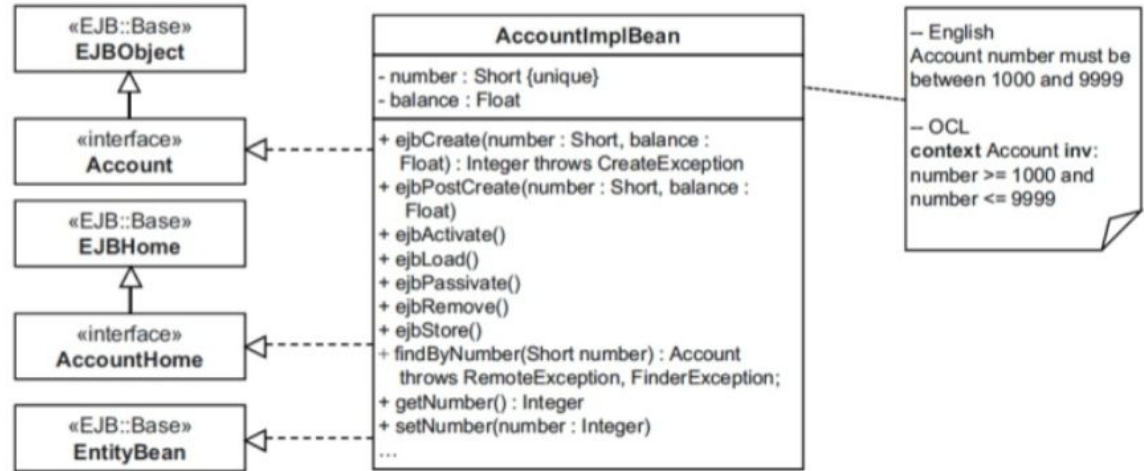 «EJB::Base»
EJBObject
«interface»
Account
«EJB::Base»
EJBHome
«interface»
AccountHome
«EJB::Base»
EntityBean
AccountImplBean
- number : Short {unique}
- balance : Float
+ ejbCreate(number : Short, balance :
Float) : Integer throws CreateException
+ ejbPostCreate(number : Short, balance :
Float)
+ ejbActivate()
+ ejbLoad()
+ ejbPassivate()
+ ejbRemove()
+ ejbStore()
+ findByNumber(Short number) : Account
throws RemoteException, FinderException;
+ getNumber() : Integer
+ setNumber(number : Integer)
...
-- English
Account number must be
between 1000 and 9999
-- OCL
context Account inv:
number >= 1000 and
number <= 9999